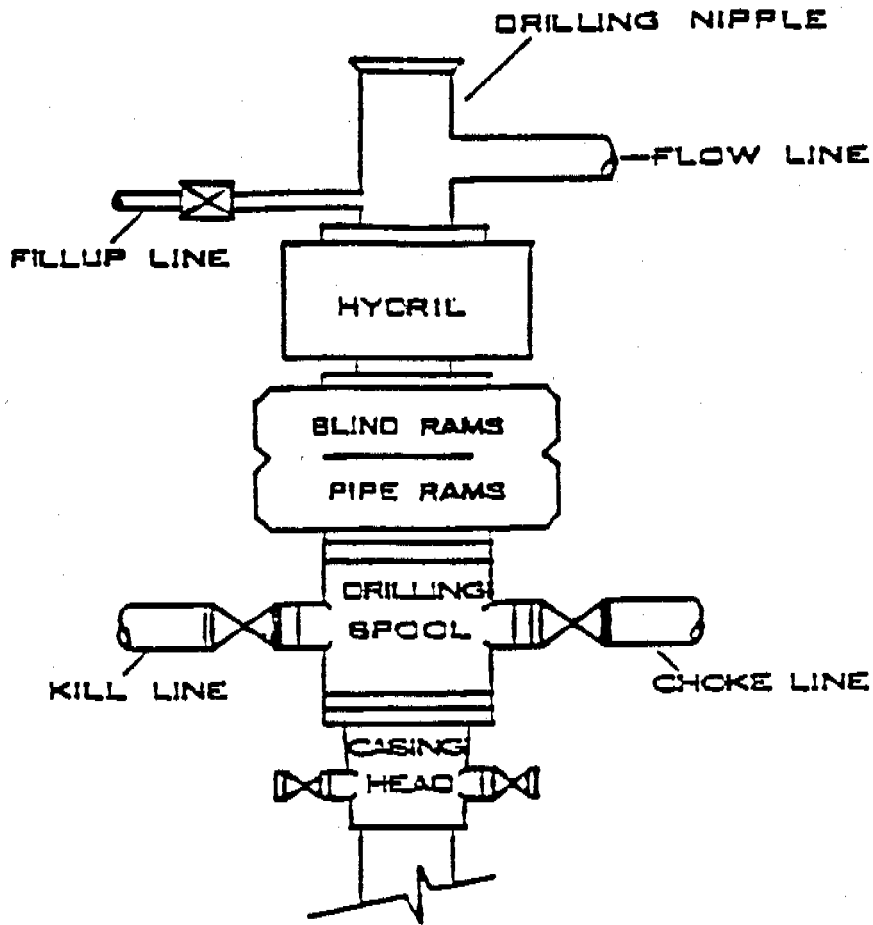 DRILLING NIPPLE
FLOW LINE
FILLUP LINE
HYDRIL
BLIND RAMS
PIPE RAMS
DRILLING
SPOOL
KILL LINE
CHOKE LINE
CASING
HEAD